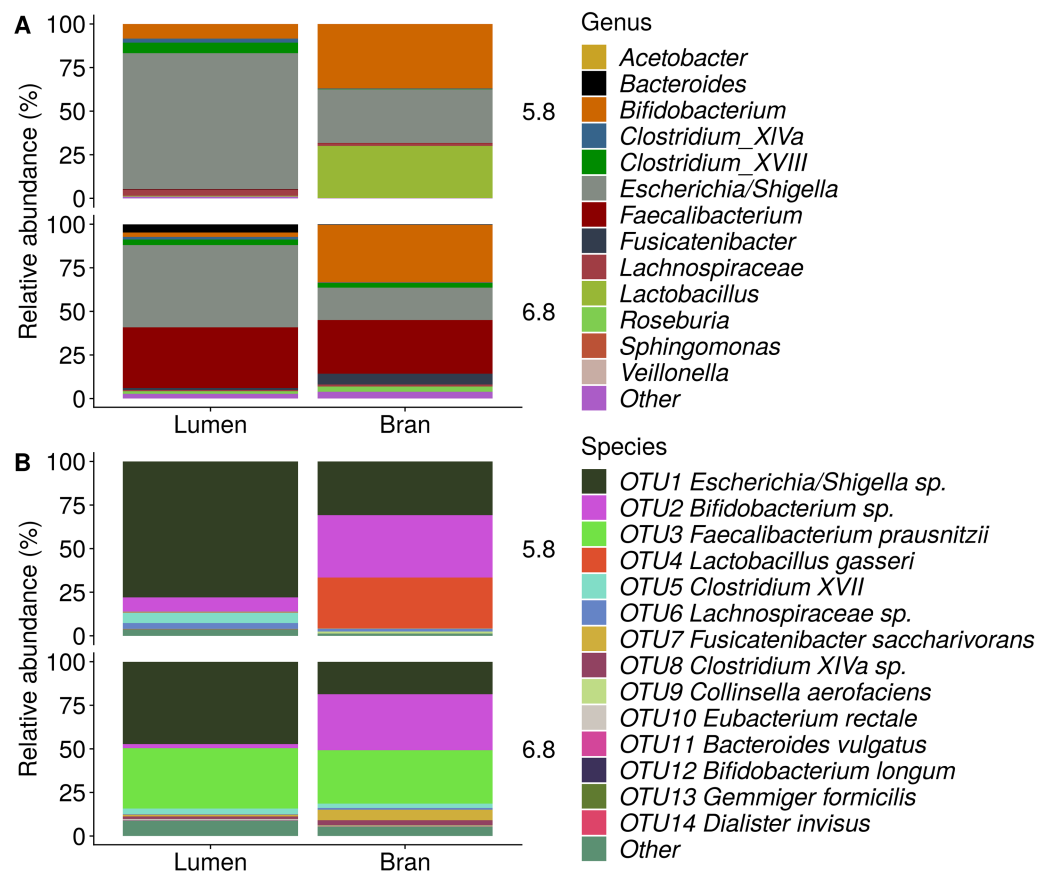 A
Relative abundance (%)
100
75
50
25
0
5.8
Relative abundance (%)
100
75
50
25
0
6.8
Lumen
Bran
Genus
Acetobacter
Bacteroides
Bifidobacterium
Clostridium_XIVa
Clostridium_XVIII
Escherichia/Shigella
Faecalibacterium
Fusicatenibacter
Lachnospiraceae
Lactobacillus
Roseburia
Sphingomonas
Veillonella
Other
B
Relative abundance (%)
100
75
50
25
0
5.8
Relative abundance (%)
100
75
50
25
0
6.8
Lumen
Bran
Species
OTU1 Escherichia/Shigella sp.
OTU2 Bifidobacterium sp.
OTU3 Faecalibacterium prausnitzii
OTU4 Lactobacillus gasseri
OTU5 Clostridium XVII
OTU6 Lachnospiraceae sp.
OTU7 Fusicatenibacter saccharivorans
OTU8 Clostridium XIVa sp.
OTU9 Collinsella aerofaciens
OTU10 Eubacterium rectale
OTU11 Bacteroides vulgatus
OTU12 Bifidobacterium longum
OTU13 Gemmiger formicilis
OTU14 Dialister invisus
Other